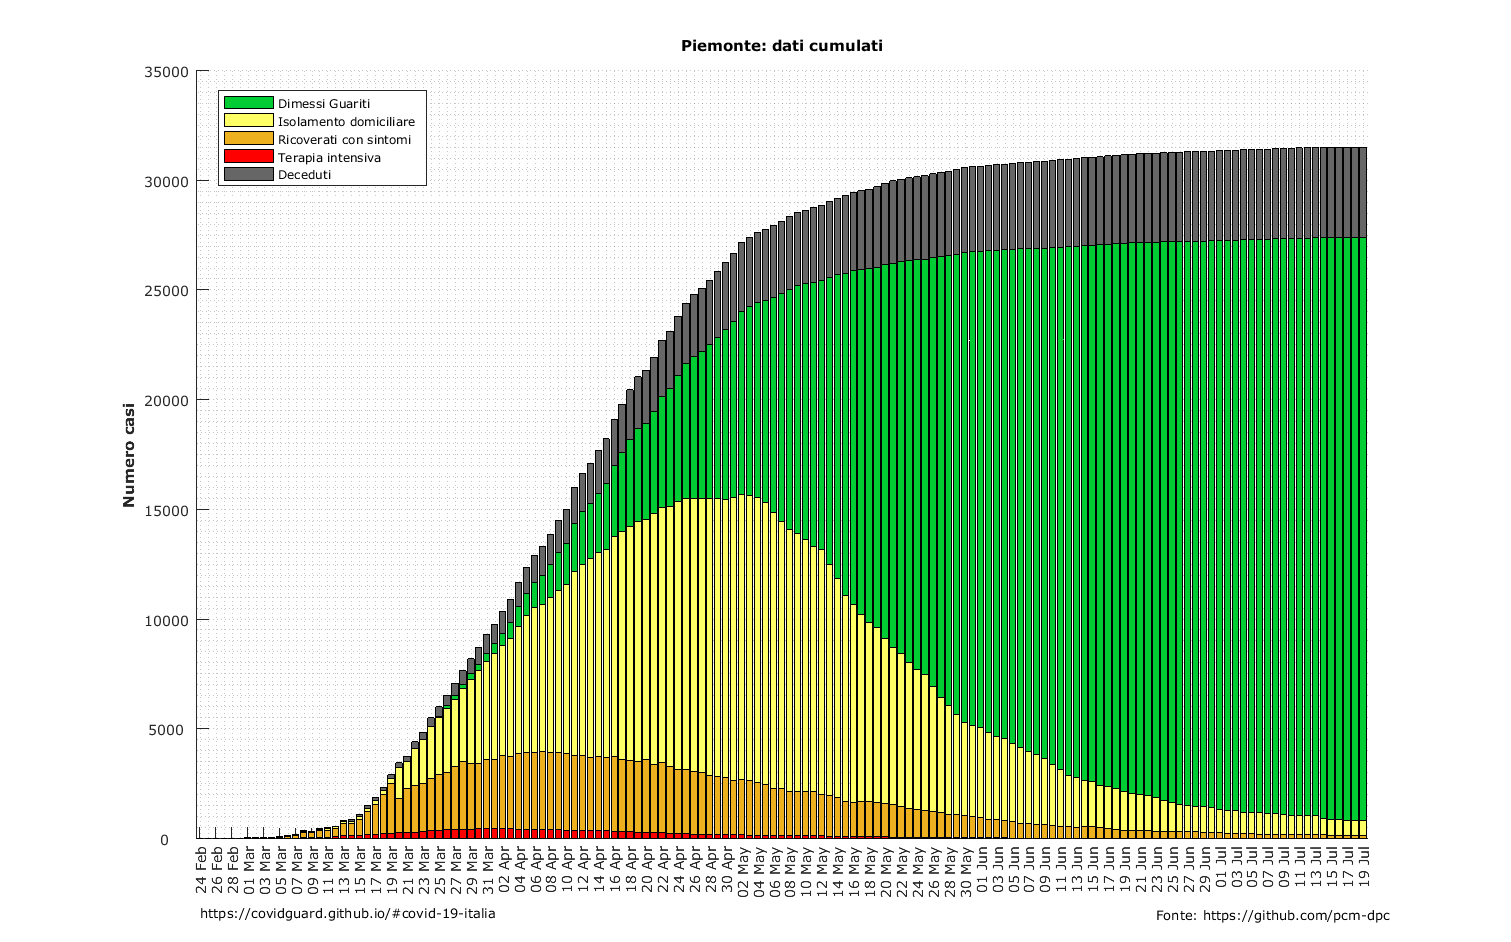 Piemonte: dati cumulati
35000
30000
25000
20000
15000
10000
5000
0
Numero casi
Dimessi Guariti
Isolamento domiciliare
Ricoverati con sintomi
Terapia intensiva
Deceduti
24 Feb
26 Feb
28 Feb
01 Mar
03 Mar
05 Mar
07 Mar
09 Mar
11 Mar
13 Mar
15 Mar
17 Mar
19 Mar
21 Mar
23 Mar
25 Mar
27 Mar
29 Mar
31 Mar
02 Apr
04 Apr
06 Apr
08 Apr
10 Apr
12 Apr
14 Apr
16 Apr
18 Apr
20 Apr
22 Apr
24 Apr
26 Apr
28 Apr
30 Apr
02 May
04 May
06 May
08 May
10 May
12 May
14 May
16 May
18 May
20 May
22 May
24 May
26 May
28 May
30 May
01 Jun
03 Jun
05 Jun
07 Jun
09 Jun
11 Jun
13 Jun
15 Jun
17 Jun
19 Jun
21 Jun
23 Jun
25 Jun
27 Jun
29 Jun
01 Jul
03 Jul
05 Jul
07 Jul
09 Jul
11 Jul
13 Jul
15 Jul
17 Jul
19 Jul
https://covidguard.github.io/#covid-19-italia
Fonte: https://github.com/pcm-dpc